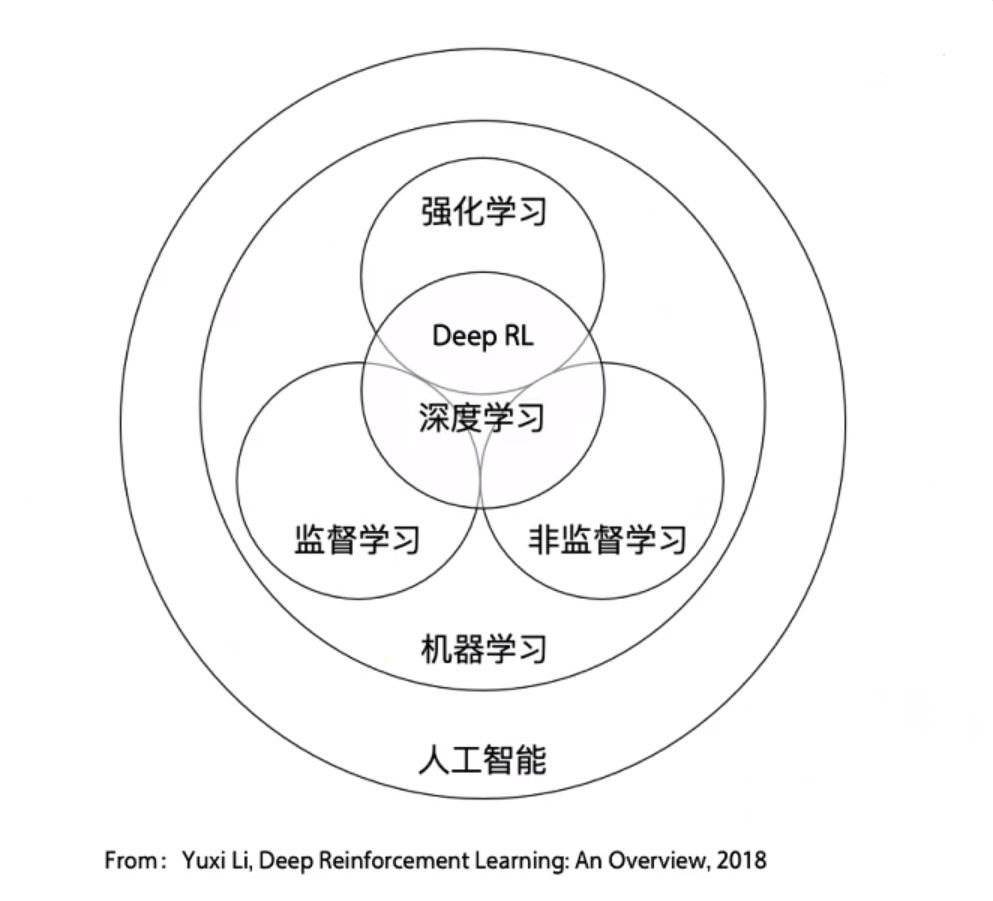 强化学习
Deep RL
深度学习
监督学习
非监督学习
机器学习
人工智能
From： Yuxi Li, Deep Reinforcement Learning: An Overview, 2018